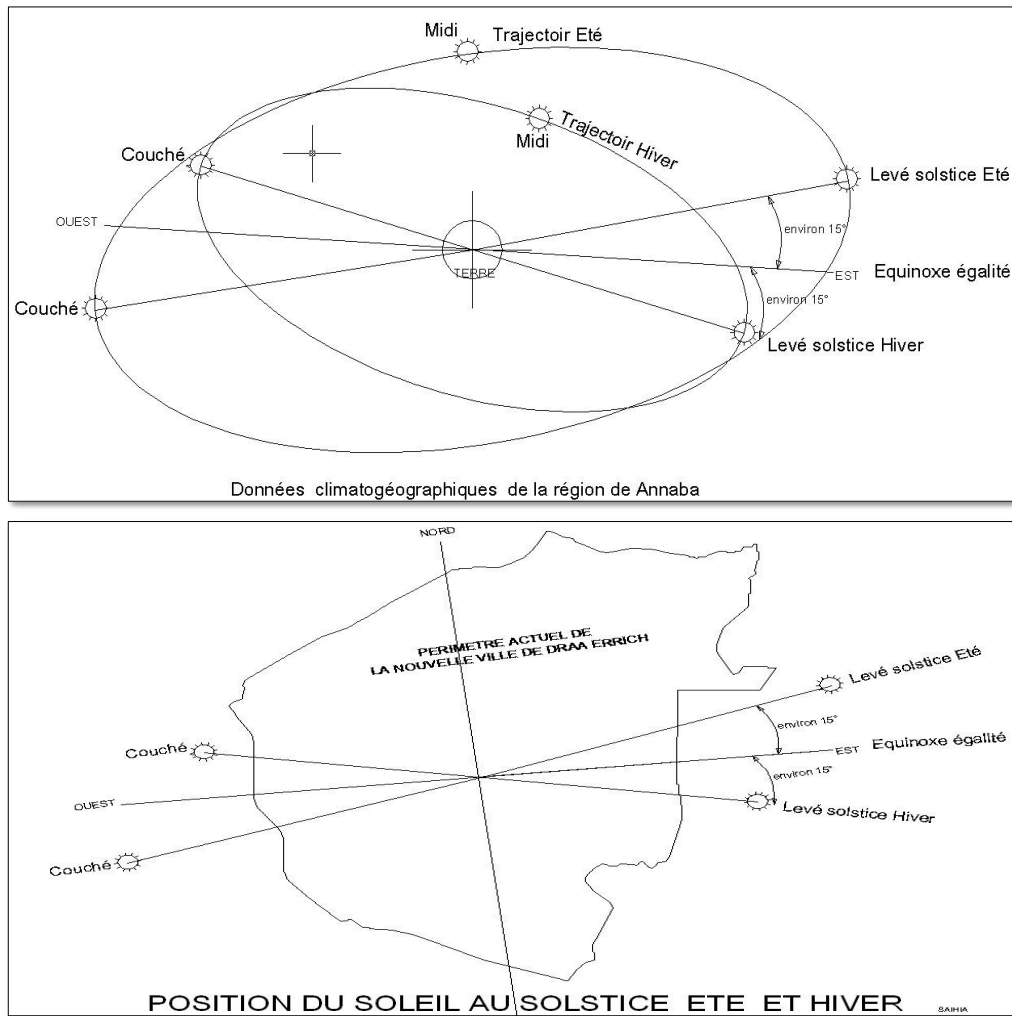 Midi
Trajectoir Eté
Trajectoir Hiver
Midi
Couché
Levé solstice Eté
OUEST
environ 15°
TERRE
EST
Equinoxe égalité
environ 15°
Couché
Levé solstice Hiver
Données climatogéographiques de la région de Annaba
NORD
PERIMETRE ACTUEL DE
LA NOUVELLE VILLE DE DRAA ERRICH
Levé solstice Eté
environ 15°
Couché
EST
Equinoxe égalité
environ 15°
OUEST
Levé solstice Hiver
Couché
POSITION DU SOLEIL AU SOLSTICE ETE ET HIVER
SAIHIA